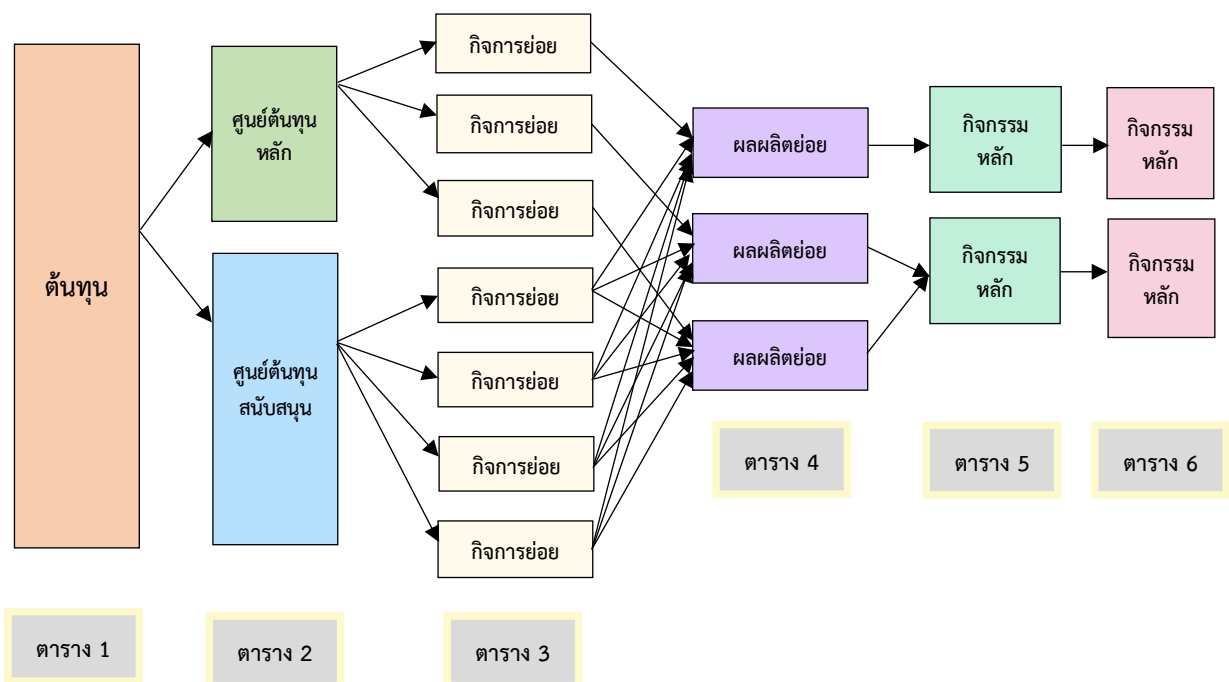 ต้นทุน
ศูนย์ต้นทุน
หลัก
ศูนย์ต้นทุน
สนับสนุน
กิจการย่อย
กิจการย่อย
กิจการย่อย
กิจการย่อย
กิจการย่อย
กิจการย่อย
กิจการย่อย
ผลผลิตย่อย
ผลผลิตย่อย
ผลผลิตย่อย
กิจกรรม
หลัก
กิจกรรม
หลัก
กิจกรรม
หลัก
กิจกรรม
หลัก
ตาราง 1
ตาราง 2
ตาราง 3
ตาราง 4
ตาราง 5
ตาราง 6